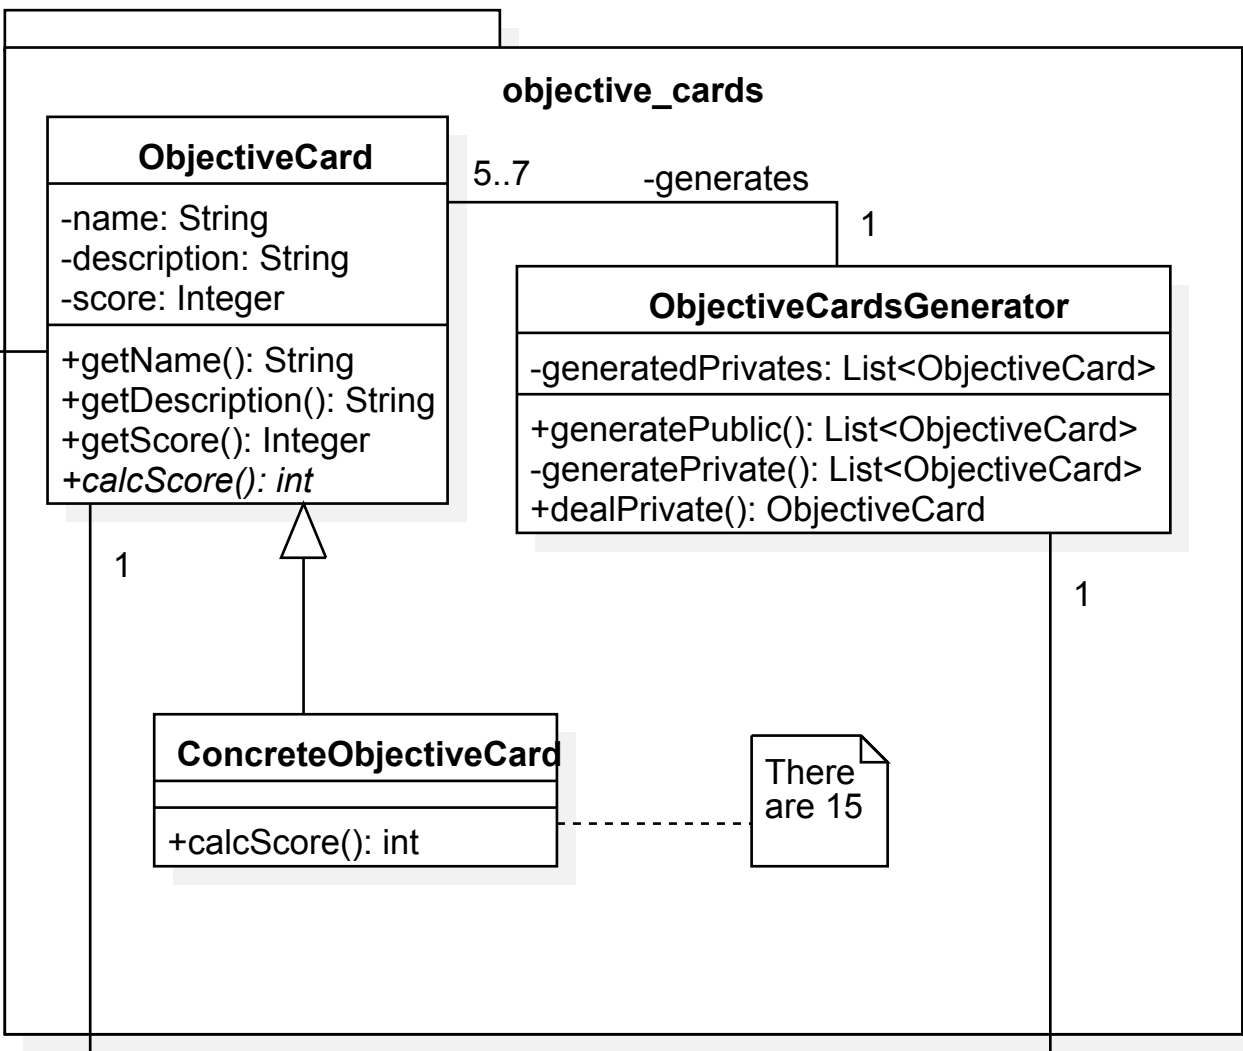 objective_cards
ObjectiveCard
-name: String
-description: String
-score: Integer
+getName(): String
+getDescription(): String
+getScore(): Integer
+calcScore(): int
5..7
-generates
1
ObjectiveCardsGenerator
-generatedPrivates: List<ObjectiveCard>
+generatePublic(): List<ObjectiveCard>
-generatePrivate(): List<ObjectiveCard>
+dealPrivate(): ObjectiveCard
1
1
ConcreteObjectiveCard
+calcScore(): int
There
are 15